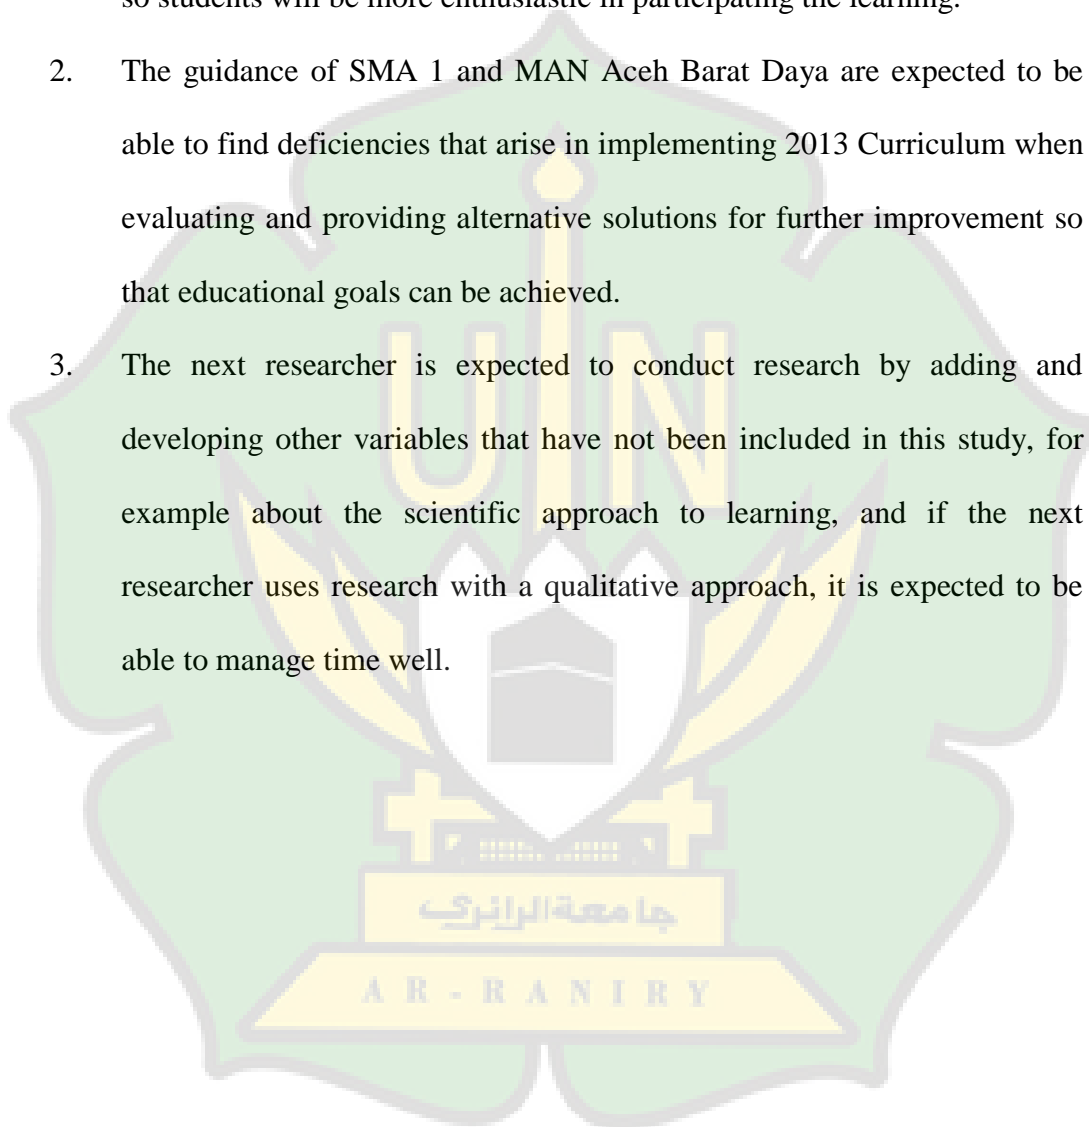 so students will be more enthusiastic in participating the learning.
2. The guidance of SMA 1 and MAN Aceh Barat Daya are expected to be
able to find deficiencies that arise in implementing 2013 Curriculum when
evaluating and providing alternative solutions for further improvement so
that educational goals can be achieved.
3. The next researcher is expected to conduct research by adding and
developing other variables that have not been included in this study, for
example about the scientific approach to learning, and if the next
researcher uses research with a qualitative approach, it is expected to be
able to manage time well.
UIN
جامعة الرانري
AR-RANIRY